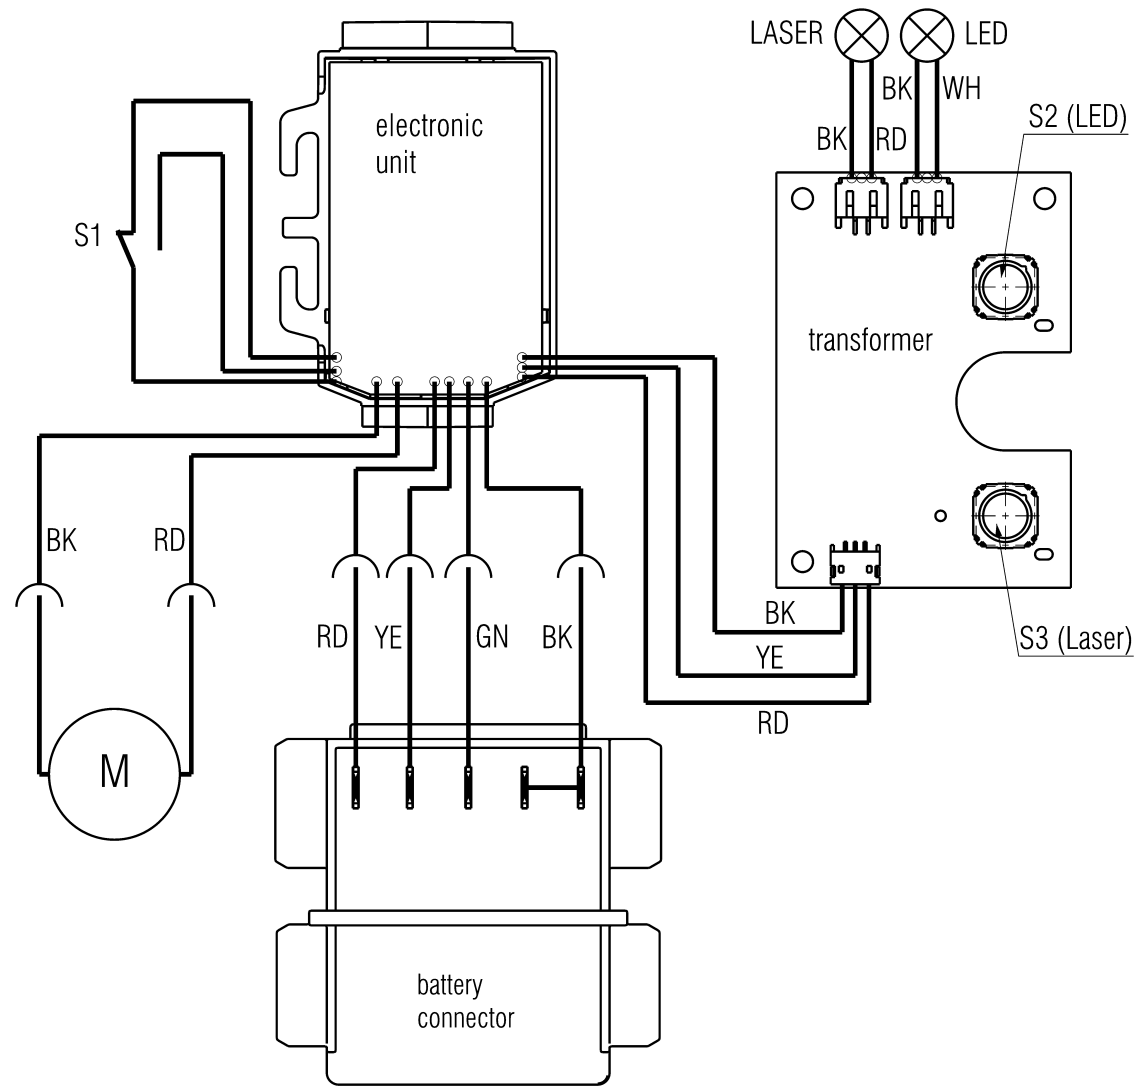 LASER
LED
BK
WH
S2 (LED)
electronic
unit
BK
RD
S1
transformer
BK
RD
BK
S3 (Laser)
RD
YE
GN
BK
YE
RD
M
battery
connector